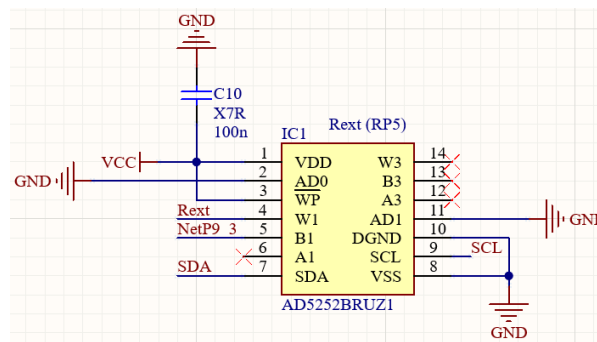 GND
C10
X7R
100n
IC1
Rext (RP5)
VCC
1
VDD
W3
14
GND
2
AD0
B3
13
3
WP
A3
12
Rext
4
W1
AD1
11
GND
NetP9_3
5
B1
DGND
10
6
A1
SCL
9
SCL
SDA
7
SDA
VSS
8
AD5252BRUZ1
GND